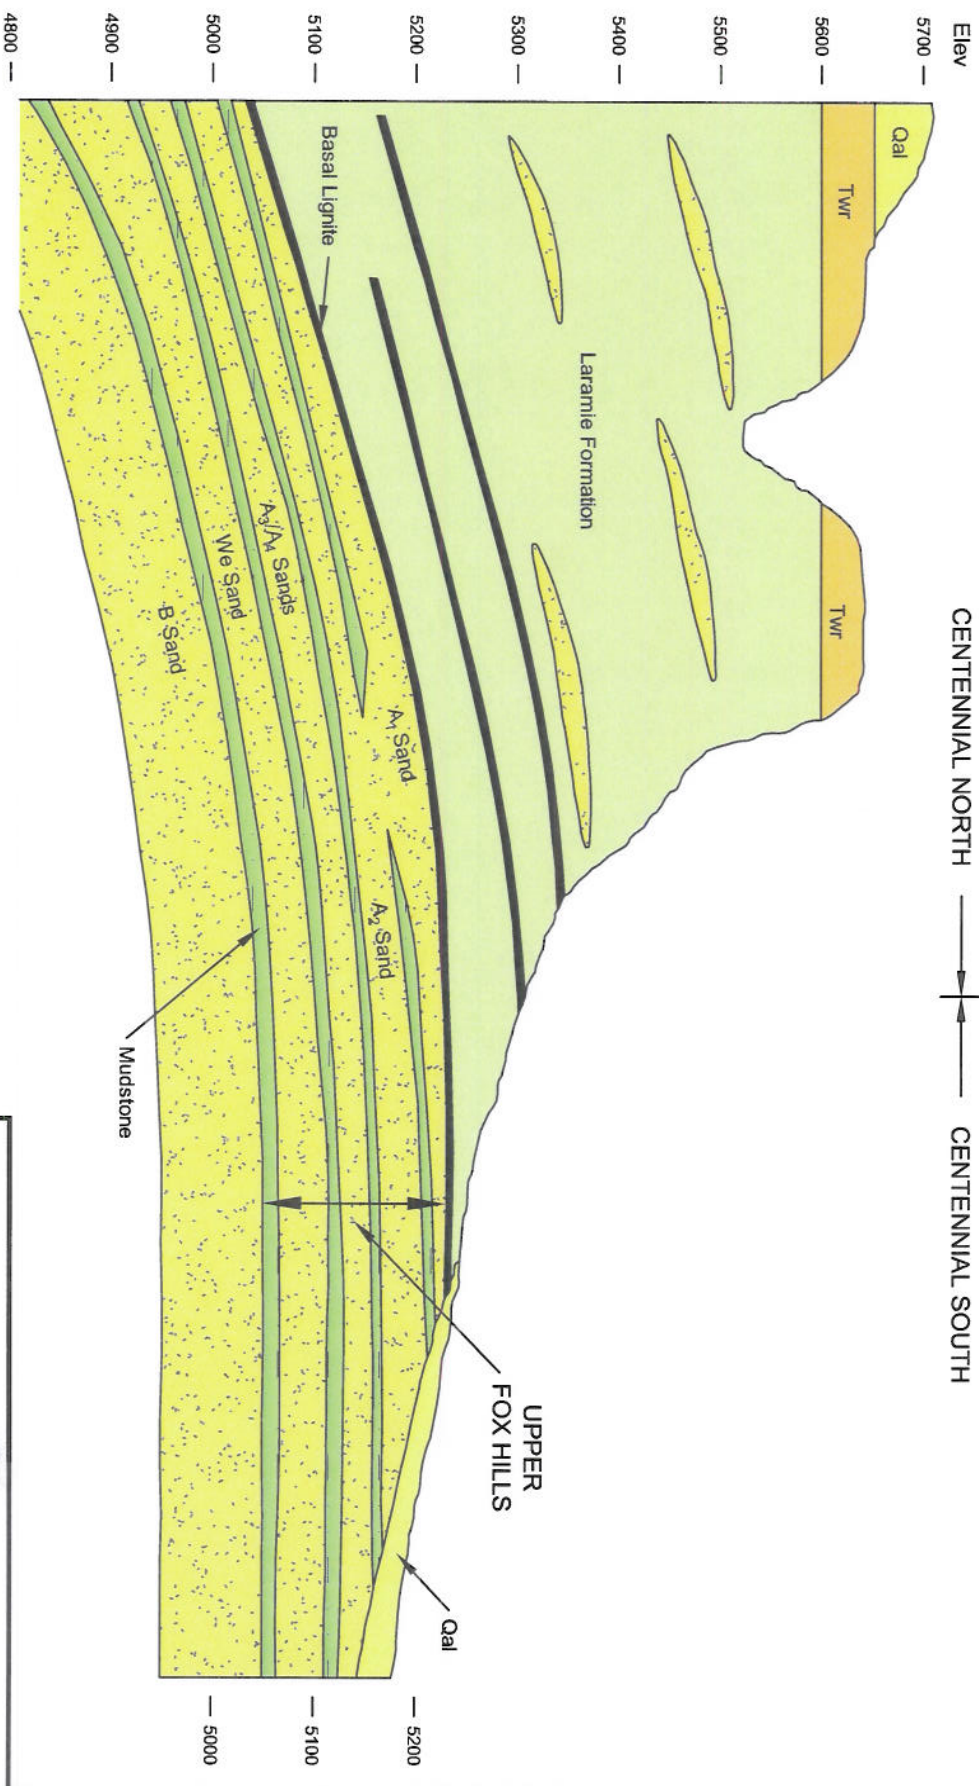 CENTENNIAL NORTH
CENTENNIAL SOUTH
Elev
5700
5600
5500
5400
5300
5200
5100
5000
4900
4800
Qal
Twr
Twr
Laramie Formation
Basal Lignite
A1 Sand
A2 Sand
A3/A4 Sands
We Sand
B Sand
Mudstone
UPPER
FOX HILLS
Qal
5200
5100
5000